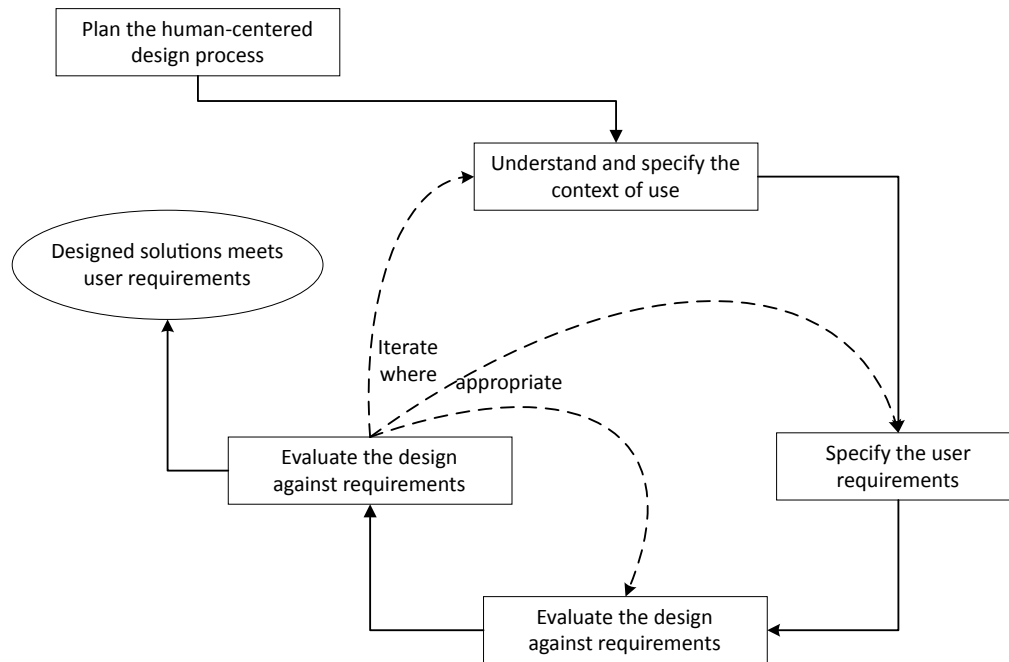 Plan the human-centered
design process
Understand and specify the
context of use
Designed solutions meets
user requirements
Iterate
where
appropriate
Evaluate the design
against requirements
Specify the user
requirements
Evaluate the design
against requirements